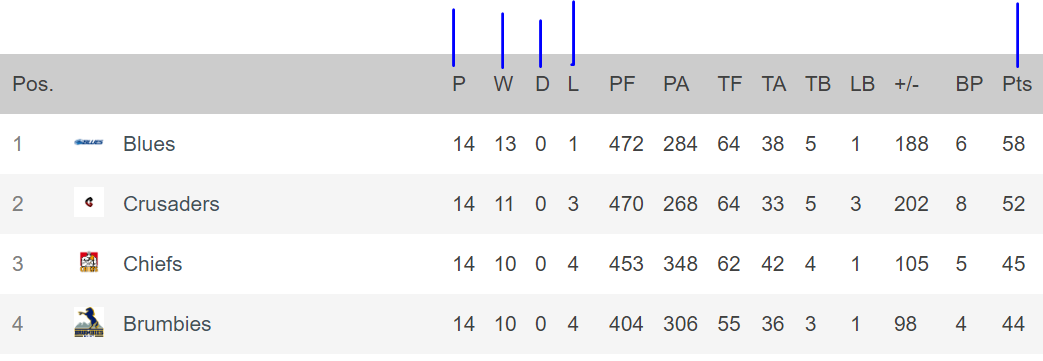 Pos. P W D L PF PA TF TA TB LB +/- BP Pts
1 BLUES Blues 14 13 0 1 472 284 64 38 5 1 188 6 58
2 Crusaders 14 11 0 3 470 268 64 33 5 3 202 8 52
3 Chiefs 14 10 0 4 453 348 62 42 4 1 105 5 45
4 BRUMBIES Brumbies 14 10 0 4 404 306 55 36 3 1 98 4 44